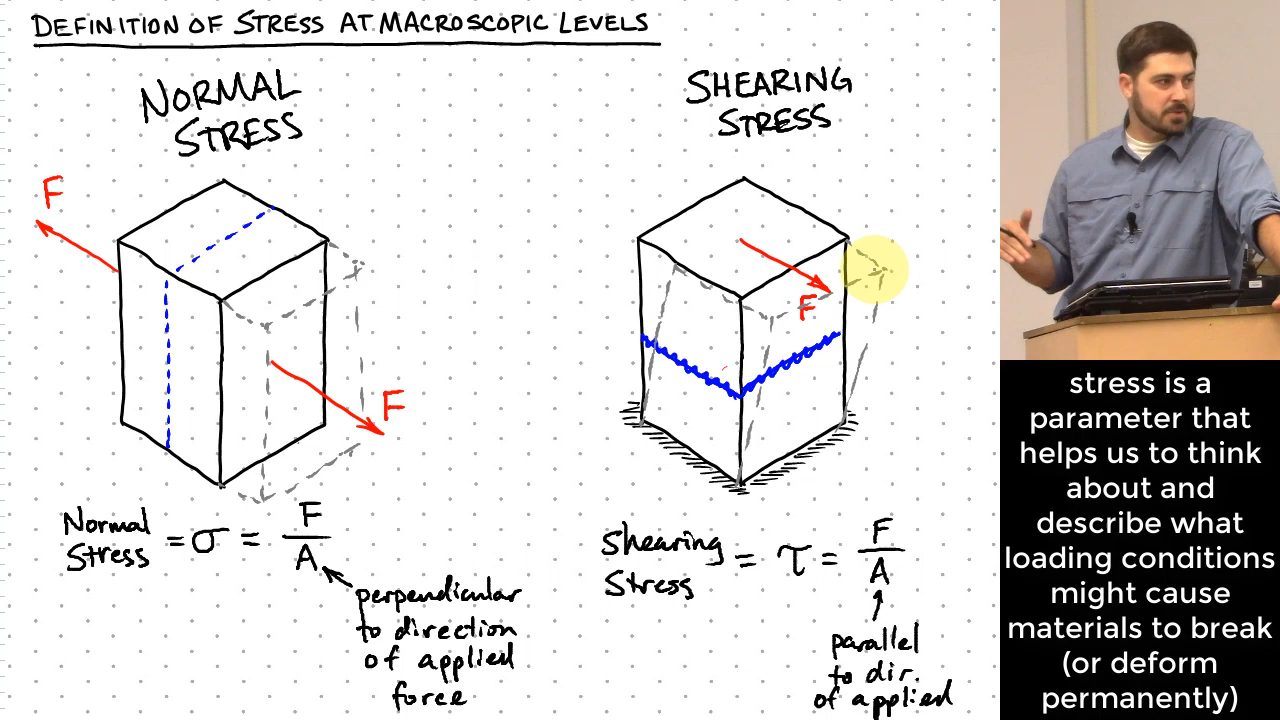 DEFINITION OF STRESS AT MACROSCOPIC LEVELS
NORMAL
STRESS
F
F
Normal
Stress = σ = F
A
perpendicular
to direction
of applied
force
SHEARING
STRESS
F
Shearing
Stress = τ = F
A
parallel
to dir.
of applied
stress is a
parameter that
helps us to think
about and
describe what
loading conditions
might cause
materials to break
(or deform
permanently)